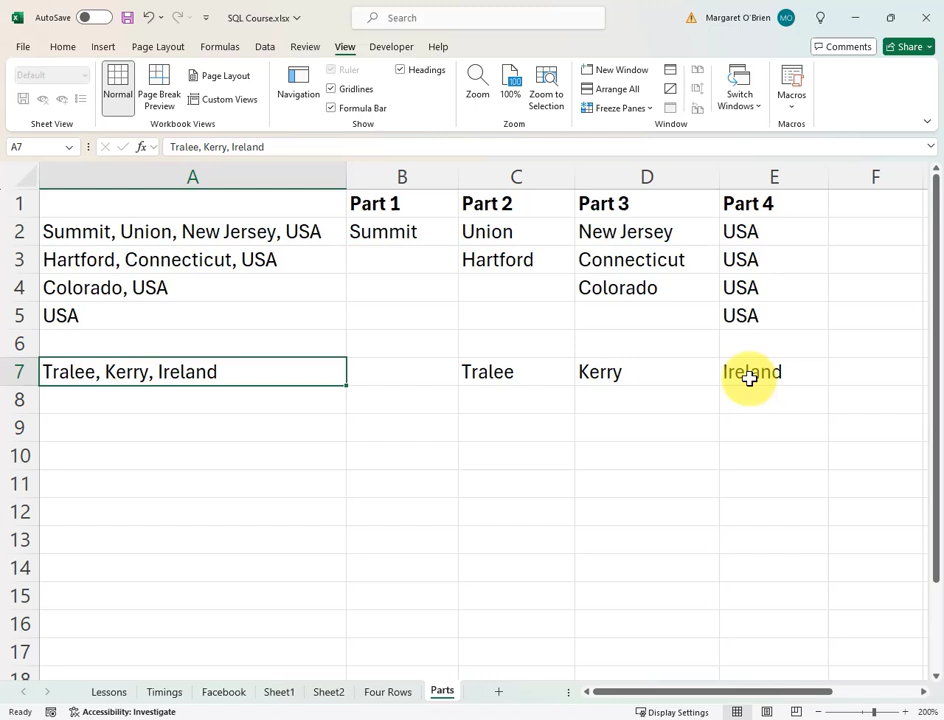 AutoSave
SQL Course.xlsx
Search
Margaret O'Brien
MO
File
Home
Insert
Page Layout
Formulas
Data
Review
View
Developer
Help
Comments
Share
Default
Sheet View
Normal
Page Break
Preview
Page Layout
Custom Views
Workbook Views
Navigation
Ruler
Gridlines
Formula Bar
Headings
Show
Zoom
100
100%
Zoom to
Selection
Zoom
New Window
Arrange All
Freeze Panes
Switch
Windows
Window
Macros
Macros
A7
fx
Tralee, Kerry, Ireland
A B C D E F
1 Part 1 Part 2 Part 3 Part 4
2 Summit, Union, New Jersey, USA Summit Union New Jersey USA
3 Hartford, Connecticut, USA Hartford Connecticut USA
4 Colorado, USA Colorado USA
5 USA USA
6
7 Tralee, Kerry, Ireland Tralee Kerry Ireland
8
9
10
11
12
13
14
15
16
17
18
Lessons Timings Facebook Sheet1 Sheet2 Four Rows Parts
Ready
Accessibility: Investigate
Display Settings
200%